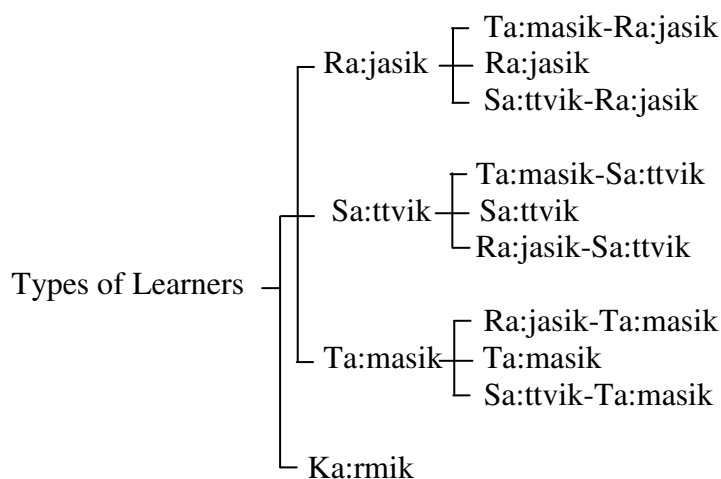 Ta:masik-Ra:jasik
Ra:jasik
Ra:jasik
Sa:ttvik-Ra:jasik
Ta:masik-Sa:ttvik
Sa:ttvik
Sa:ttvik
Ra:jasik-Sa:ttvik
Types of Learners
Ra:jasik-Ta:masik
Ta:masik
Ta:masik
Sa:ttvik-Ta:masik
Ka:rmik